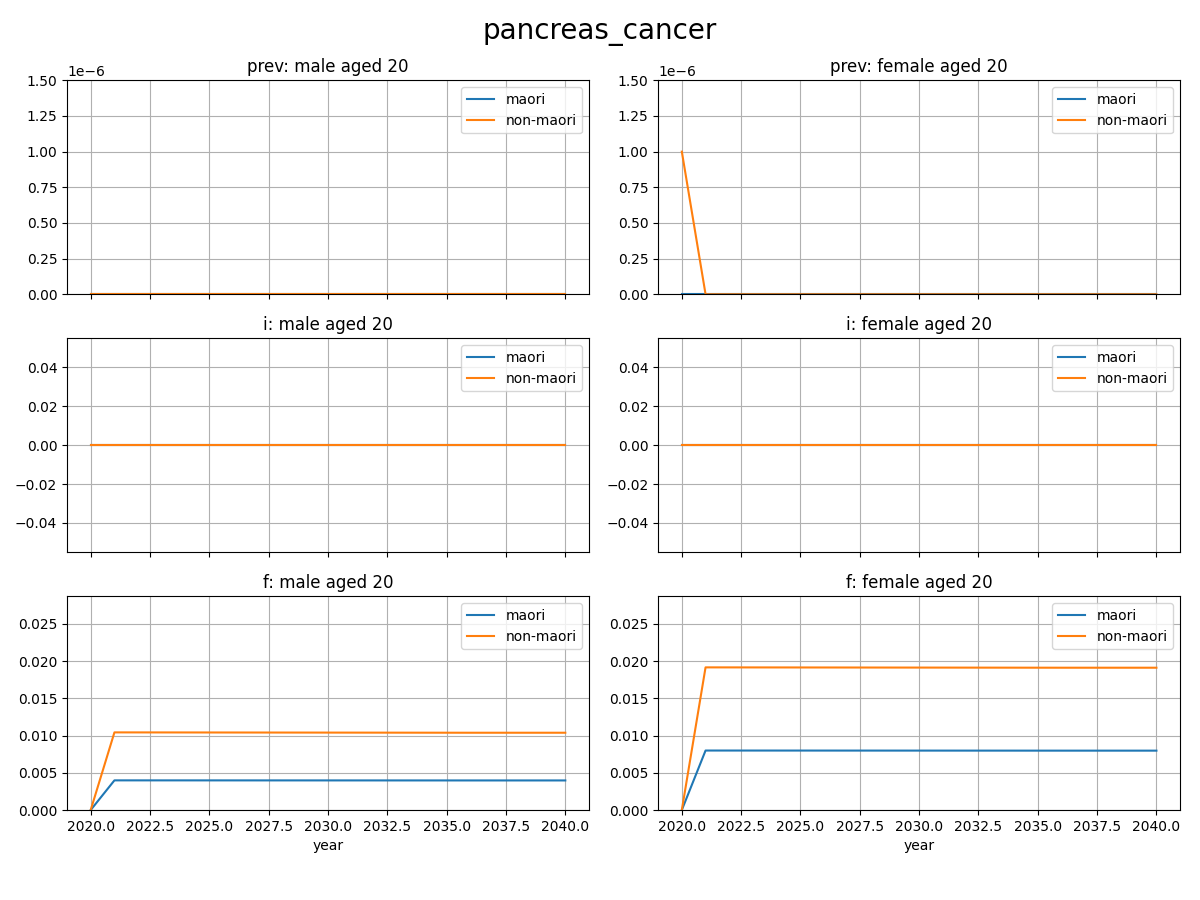 pancreas_cancer
prev: male aged 20
1e−6
1.50
1.25
1.00
0.75
0.50
0.25
0.00
maori
non-maori
prev: female aged 20
1e−6
1.50
1.25
1.00
0.75
0.50
0.25
0.00
maori
non-maori
i: male aged 20
0.04
0.02
0.00
−0.02
−0.04
maori
non-maori
i: female aged 20
0.04
0.02
0.00
−0.02
−0.04
maori
non-maori
f: male aged 20
0.025
0.020
0.015
0.010
0.005
0.000
maori
non-maori
2020.0 2022.5 2025.0 2027.5 2030.0 2032.5 2035.0 2037.5 2040.0
year
f: female aged 20
0.025
0.020
0.015
0.010
0.005
0.000
maori
non-maori
2020.0 2022.5 2025.0 2027.5 2030.0 2032.5 2035.0 2037.5 2040.0
year